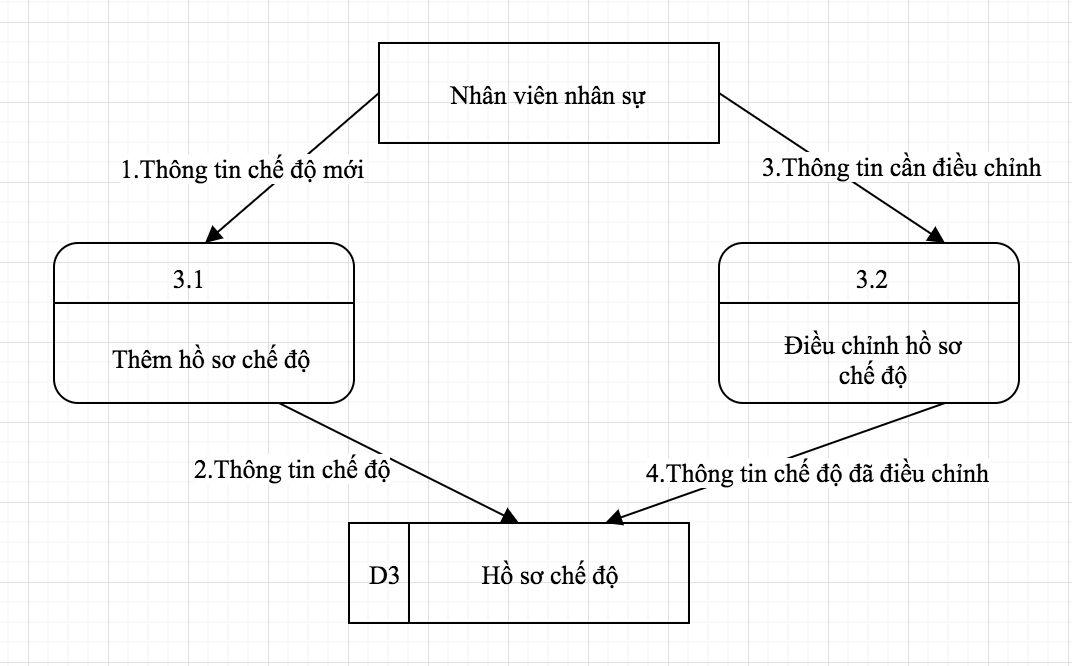 Nhân viên nhân sự
1.Thông tin chế độ mới
3.Thông tin cần điều chỉnh
3.1
Thêm hồ sơ chế độ
3.2
Điều chỉnh hồ sơ
chế độ
2.Thông tin chế độ
4.Thông tin chế độ đã điều chỉnh
D3
Hồ sơ chế độ